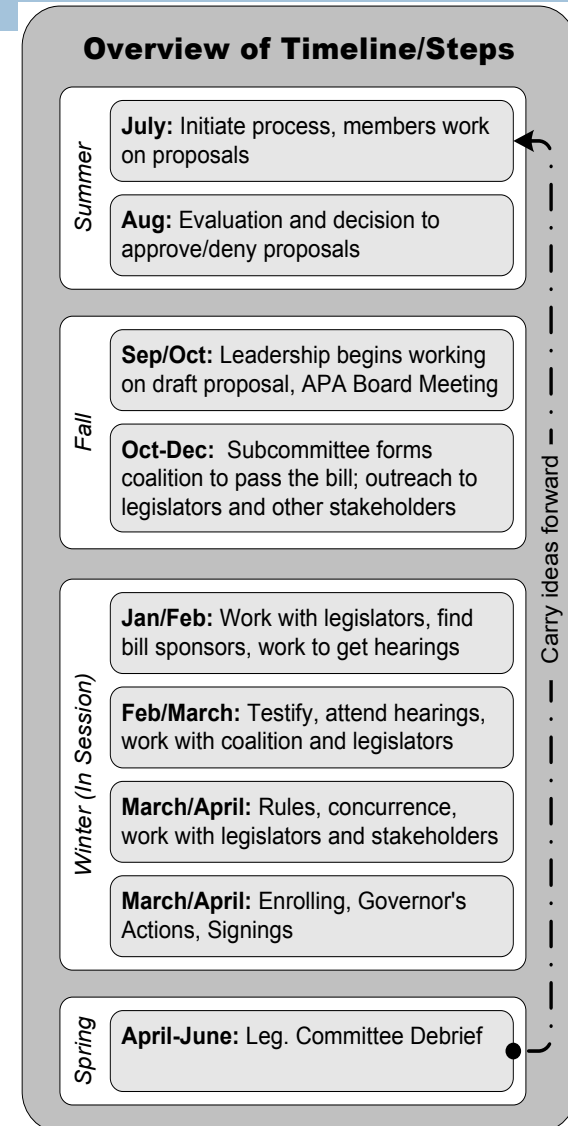 Overview of Timeline/Steps
Summer
July: Initiate process, members work
on proposals
Aug: Evaluation and decision to
approve/deny proposals
Fall
Sep/Oct: Leadership begins working
on draft proposal, APA Board Meeting
Oct-Dec: Subcommittee forms
coalition to pass the bill; outreach to
legislators and other stakeholders
Winter (In Session)
Jan/Feb: Work with legislators, find
bill sponsors, work to get hearings
Feb/March: Testify, attend hearings,
work with coalition and legislators
March/April: Rules, concurrence,
work with legislators and stakeholders
March/April: Enrolling, Governor's
Actions, Signings
Spring
April-June: Leg. Committee Debrief
Carry ideas forward